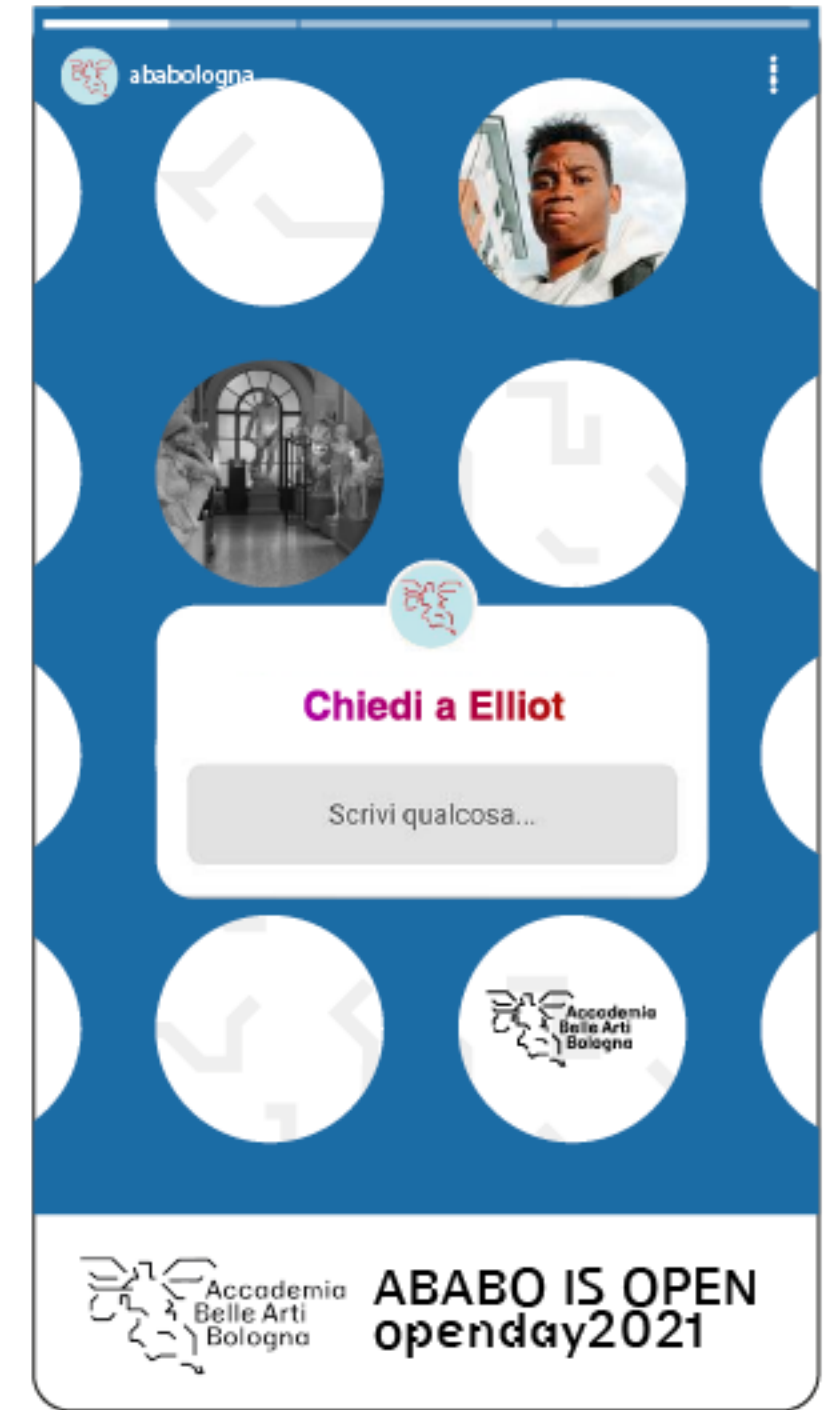 ababologna
Chiedi a Elliot
Scrivi qualcosa...
Accademia
Belle Arti
Bologna
Accademia
Belle Arti
Bologna
ABABO IS OPEN
openday2021